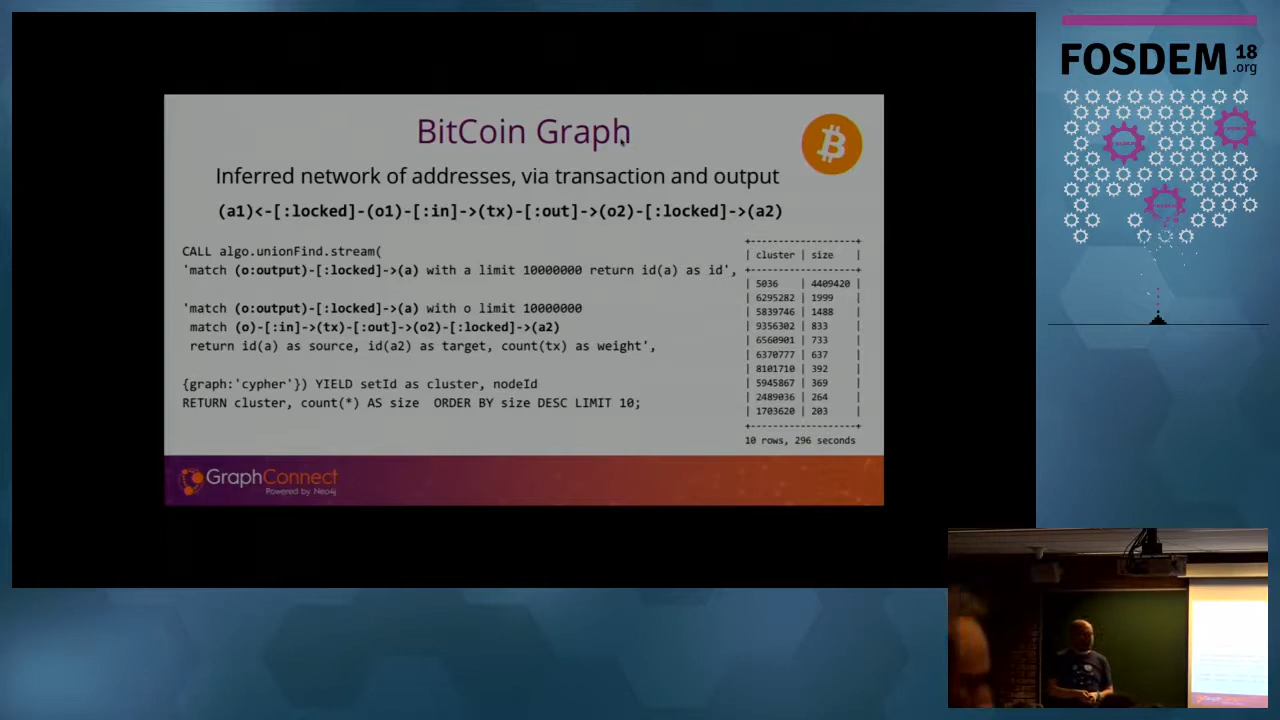 BitCoin Graph
Inferred network of addresses, via transaction and output
(a1)<-[:locked]-(o1)-[:in]->(tx)-[:out]->(o2)-[:locked]->(a2)
CALL algo.unionFind.stream(
'match (o:output)-[:locked]->(a) with a limit 10000000 return id(a) as id',
'match (o:output)-[:locked]->(a) with o limit 10000000
match (o)-[:in]->(tx)-[:out]->(o2)-[:locked]->(a2)
return id(a) as source, id(a2) as target, count(tx) as weight',
{graph:'cypher'}) YIELD setId as cluster, nodeId
RETURN cluster, count(*) AS size ORDER BY size DESC LIMIT 10;
+-------------------+
| cluster | size |
+-------------------+
| 5036 | 4409420 |
| 6295282 | 1999 |
| 5839746 | 1488 |
| 9356302 | 833 |
| 6560901 | 733 |
| 6370777 | 637 |
| 8101710 | 392 |
| 5945867 | 369 |
| 2489036 | 264 |
| 1703620 | 203 |
+-------------------+
10 rows, 296 seconds
GraphConnect
Powered by Neo4j
FOSDEM 18
.org